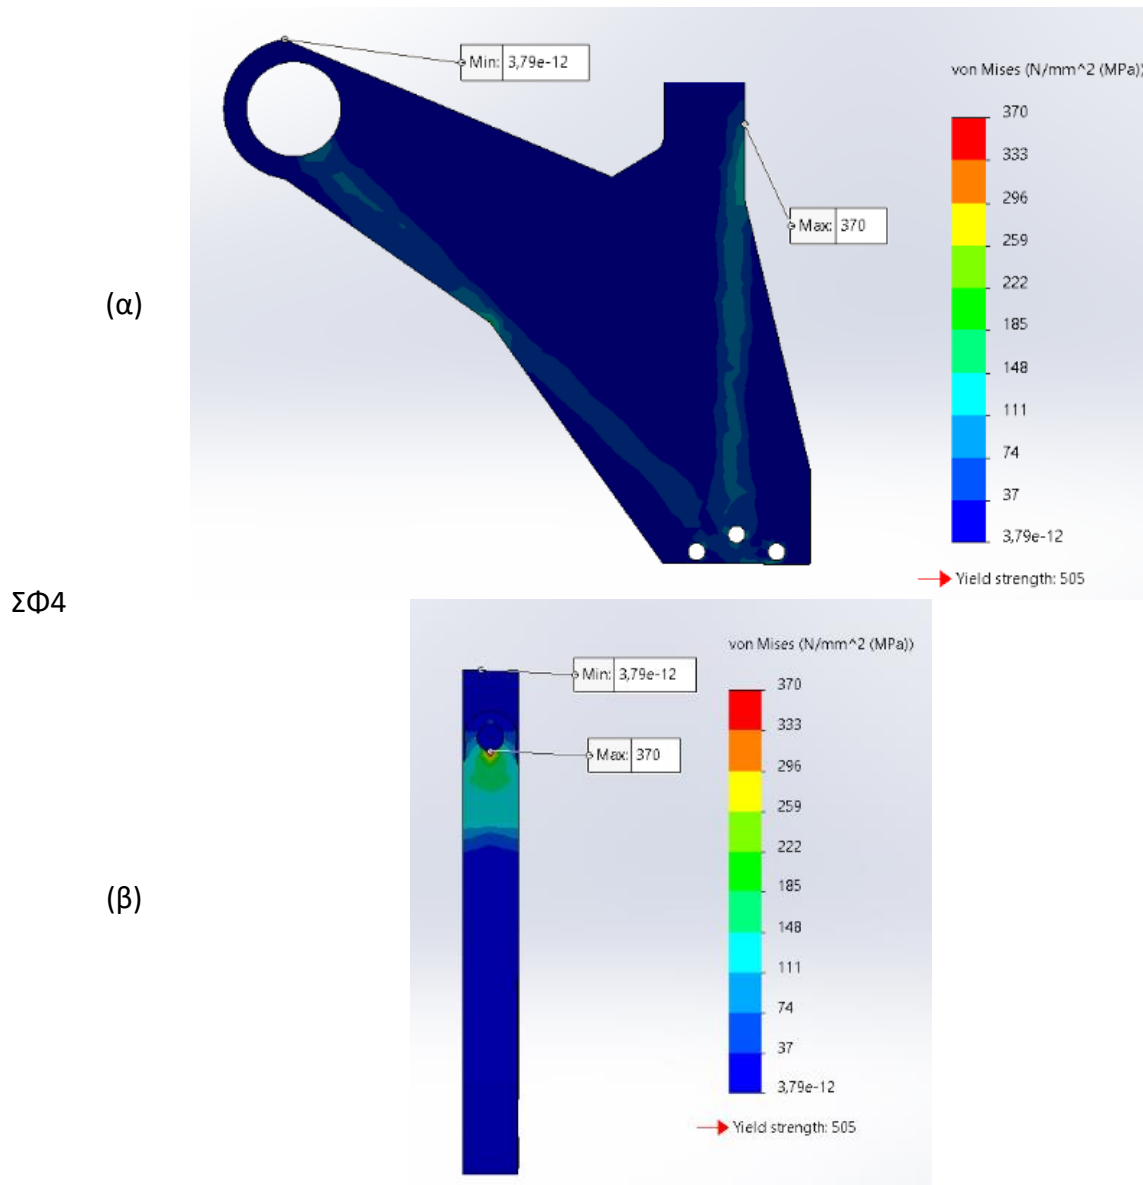 Min: 3,79e-12
von Mises (N/mm^2 (MPa))
370
333
296
259
222
185
148
111
74
37
3,79e-12
Yield strength: 505
Max: 370
(α)
ΣΦ4
von Mises (N/mm^2 (MPa))
Min: 3,79e-12
Max: 370
370
333
296
259
222
185
148
111
74
37
3,79e-12
Yield strength: 505
(β)